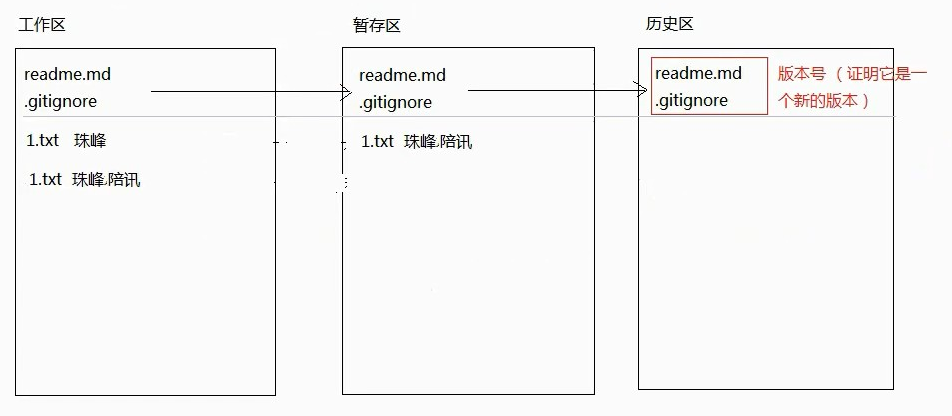 工作区
readme.md
.gitignore
1.txt 珠峰
1.txt 珠峰,陪讯
暂存区
readme.md
.gitignore
1.txt 珠峰,陪讯
历史区
readme.md
.gitignore
版本号（证明它是一
个新的版本）